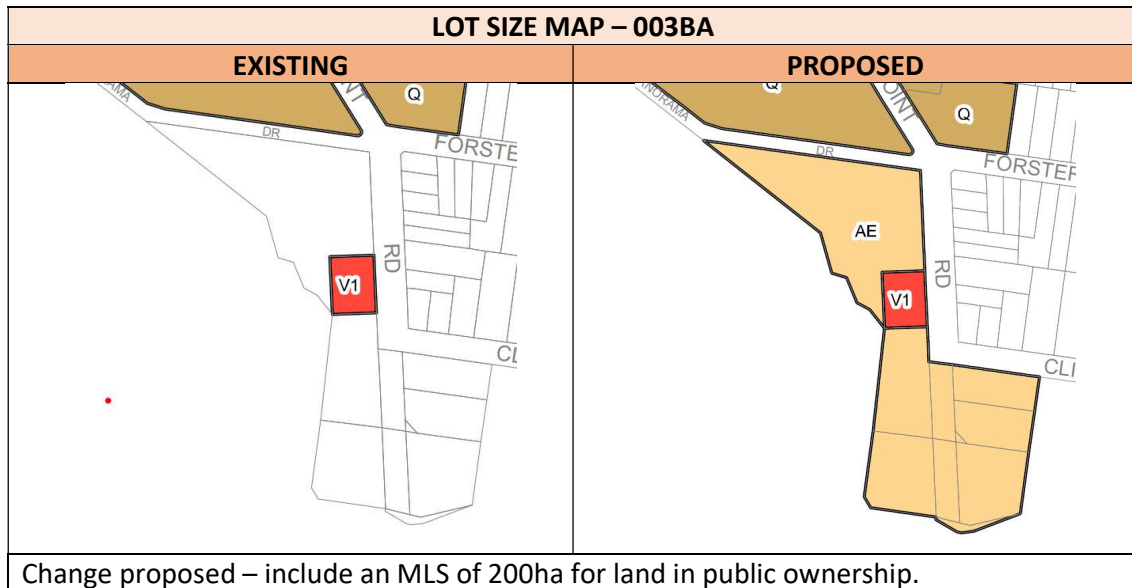 LOT SIZE MAP – 003BA
EXISTING
PROPOSED
Q
DR
FORSTE
RD
V1
CL
Q
Q
DR
FORSTER
AE
RD
V1
CLI
Change proposed – include an MLS of 200ha for land in public ownership.